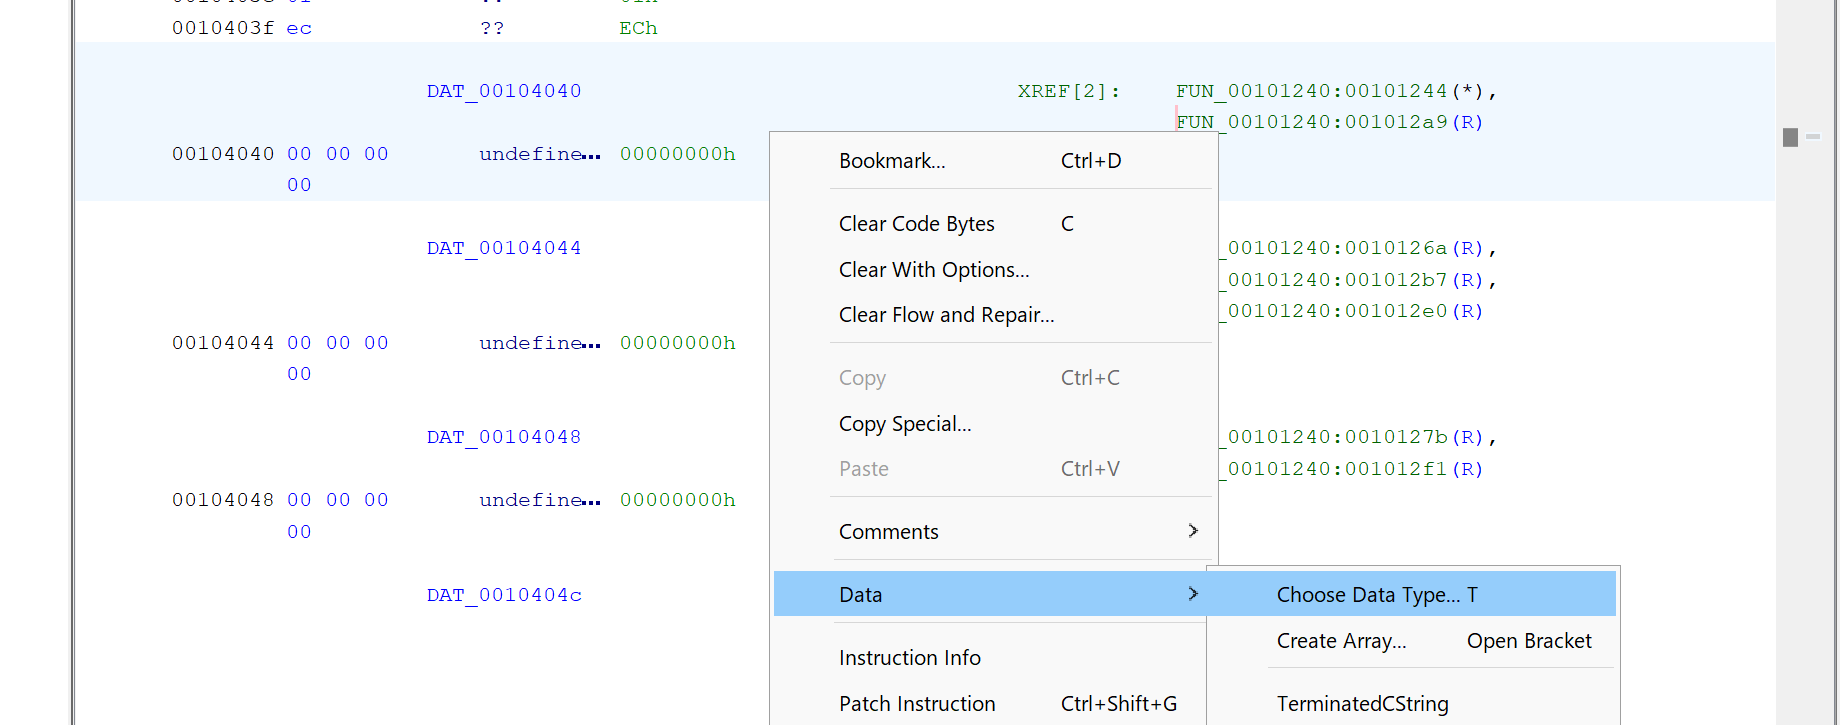 0010403f ec ?? ECh
DAT_00104040 XREF[2]: FUN_00101240:00101244(*),
FUN_00101240:001012a9(R)
00104040 00 00 00 undefine... 00000000h
00
DAT_00104044 _00101240:0010126a(R),
_00101240:001012b7(R),
_00101240:001012e0(R)
00104044 00 00 00 undefine... 00000000h
00
DAT_00104048 _00101240:0010127b(R),
_00101240:001012f1(R)
00104048 00 00 00 undefine... 00000000h
00
DAT_0010404c
Bookmark... Ctrl+D
Clear Code Bytes C
Clear With Options...
Clear Flow and Repair...
Copy Ctrl+C
Copy Special...
Paste Ctrl+V
Comments
Data
Instruction Info
Patch Instruction Ctrl+Shift+G
Choose Data Type... T
Create Array... Open Bracket
TerminatedCString